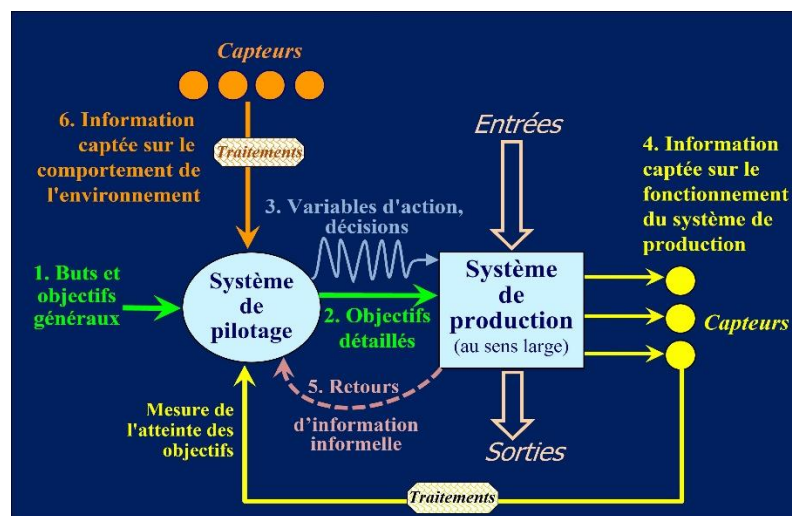 Capteurs
6. Information
captée sur le
comportement de
l'environnement
Traitements
Entrées
4. Information
captée sur le
fonctionnement
du système de
production
3. Variables d'action,
décisions
1. Buts et
objectifs
généraux
Système
de
pilotage
2. Objectifs
détaillés
Système
de
production
(au sens large)
Capteurs
5. Retours
d’information
informelle
Mesure de
l'atteinte des
objectifs
Sorties
Traitements